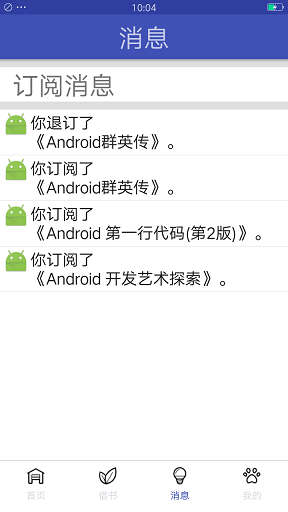 10:04
消息
订阅消息
你退订了
《Android群英传》。
你订阅了
《Android群英传》。
你订阅了
《Android 第一行代码(第2版)》。
你订阅了
《Android 开发艺术探索》。
首页 借书 消息 我的